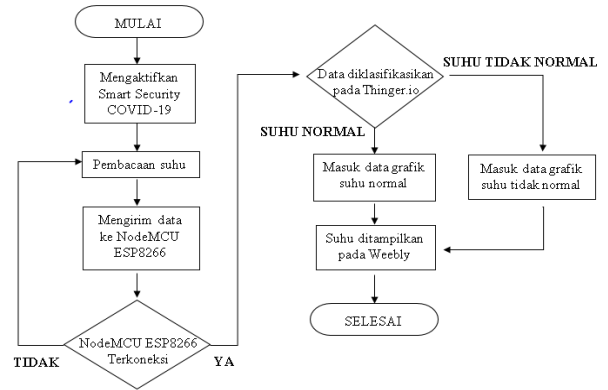 MULAI
Mengaktifkan
Smart Security
COVID-19
Pembacaan suhu
Mengirim data
ke NodeMCU
ESP8266
NodeMCU ESP8266
Terkoneksi
TIDAK
YA
Data diklasifikasikan
pada Thinger.io
SUHU TIDAK NORMAL
SUHU NORMAL
Masuk data grafik
suhu normal
Masuk data grafik
suhu tidak normal
Suhu ditampilkan
pada Weebly
SELESAI